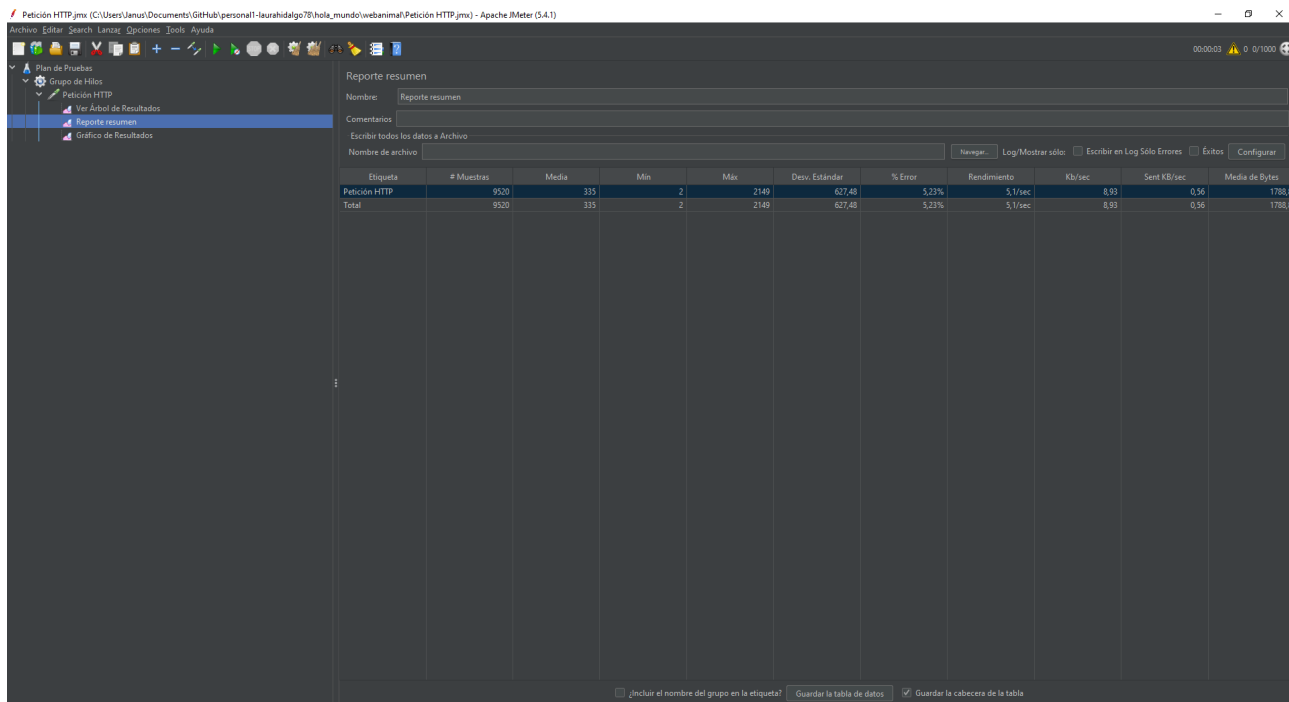 Petición HTTP.jmx (C:\Users\Janus\Documents\GitHub\personal1-laurahidalgo78\hola_mundo\webanimal\Petición HTTP.jmx) - Apache JMeter (5.4.1)
Archivo Editar Search Lanzar Opciones Tools Ayuda
00:00:03 0 0/1000
Plan de Pruebas
Grupo de Hilos
Petición HTTP
Ver Árbol de Resultados
Reporte resumen
Gráfico de Resultados
Reporte resumen
Nombre: Reporte resumen
Comentarios
Escribir todos los datos a Archivo
Nombre de archivo Navegar... Log/Mostrar sólo: Escribir en Log Sólo Errores Éxitos Configurar
Etiqueta # Muestras Media Mín Máx Desv. Estándar % Error Rendimiento Kb/sec Sent KB/sec Media de Bytes
Petición HTTP 9520 335 2 2149 627,48 5,23% 5,1/sec 8,93 0,56 1788,
Total 9520 335 2 2149 627,48 5,23% 5,1/sec 8,93 0,56 1788,
¿Incluir el nombre del grupo en la etiqueta? Guardar la tabla de datos Guardar la cabecera de la tabla